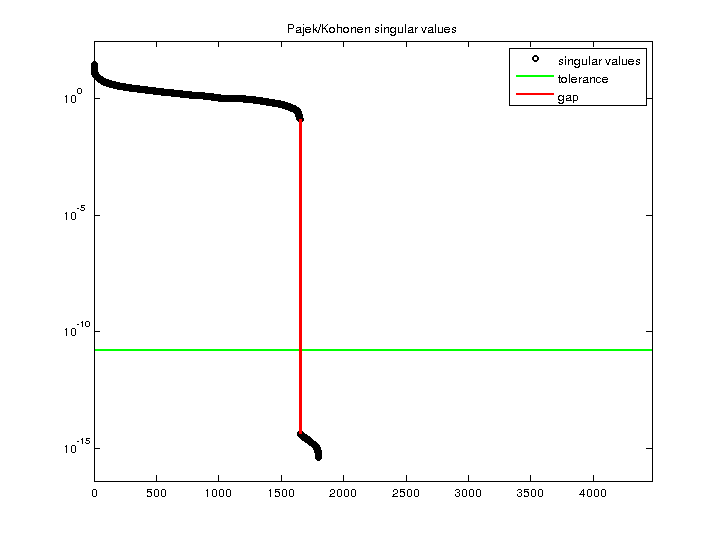 Pajek/Kohonen singular values
singular values
tolerance
gap
10^0
10^-5
10^-10
10^-15
0 500 1000 1500 2000 2500 3000 3500 4000